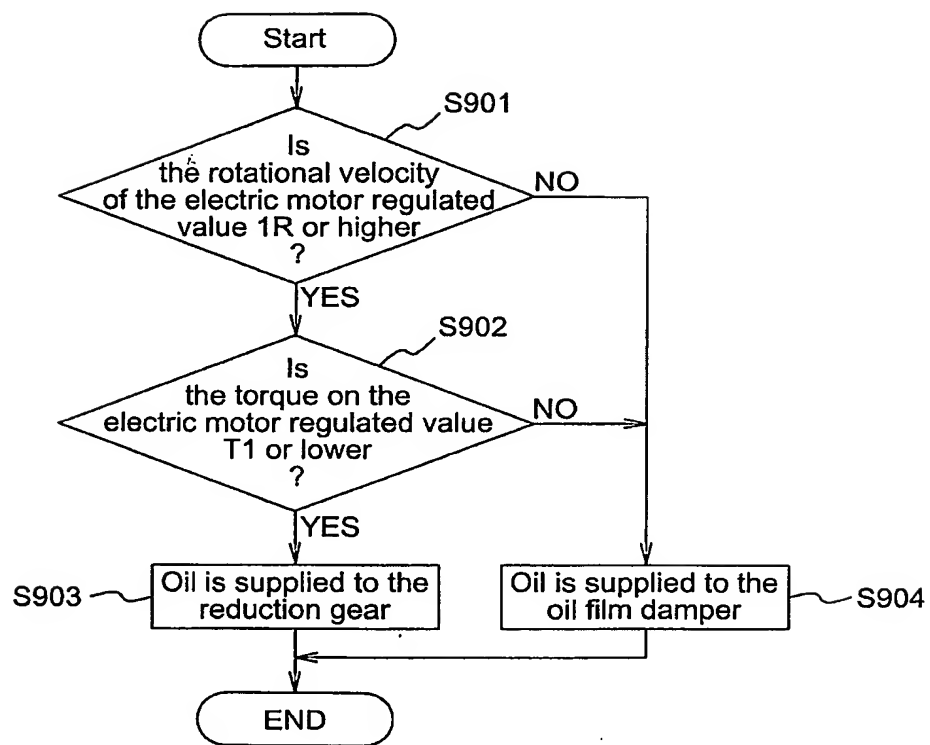 Start
S901
Is
the rotational velocity
of the electric motor regulated
value 1R or higher
?
NO
YES
S902
Is
the torque on the
electric motor regulated value
T1 or lower
?
NO
YES
S903
Oil is supplied to the
reduction gear
Oil is supplied to the
oil film damper
S904
END